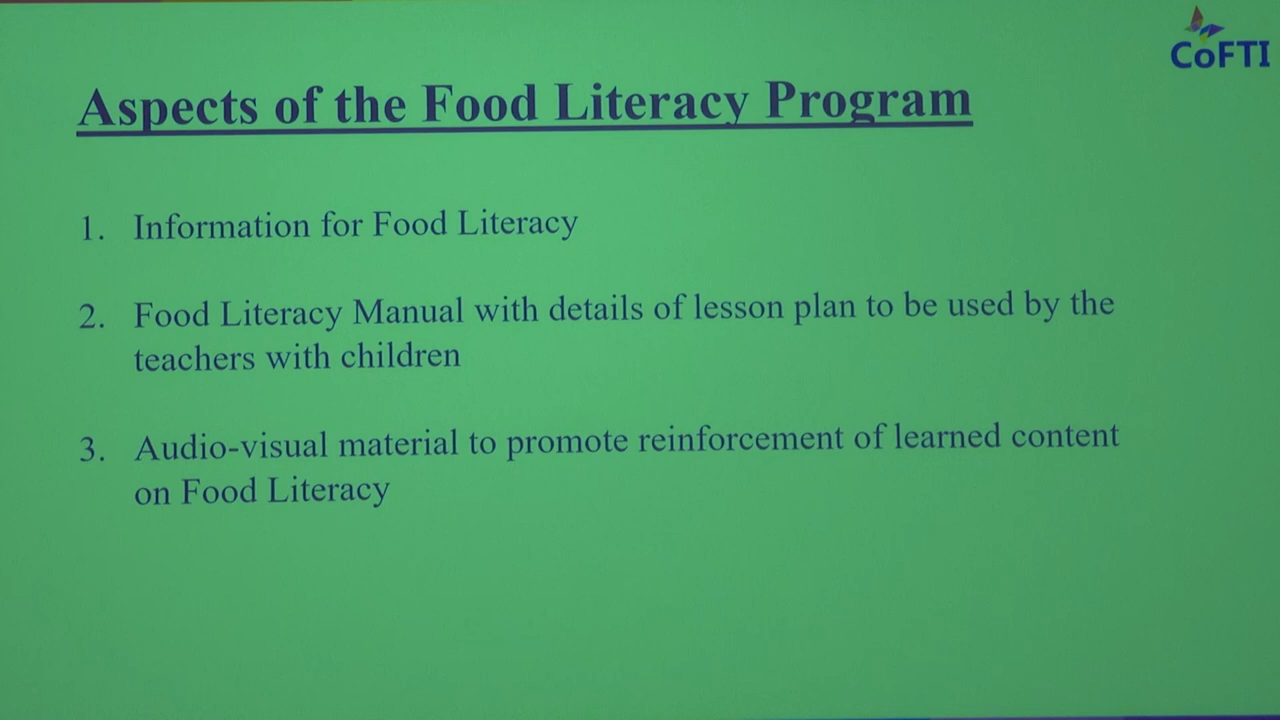 CoFTI
Aspects of the Food Literacy Program
1. Information for Food Literacy
2. Food Literacy Manual with details of lesson plan to be used by the
teachers with children
3. Audio-visual material to promote reinforcement of learned content
on Food Literacy